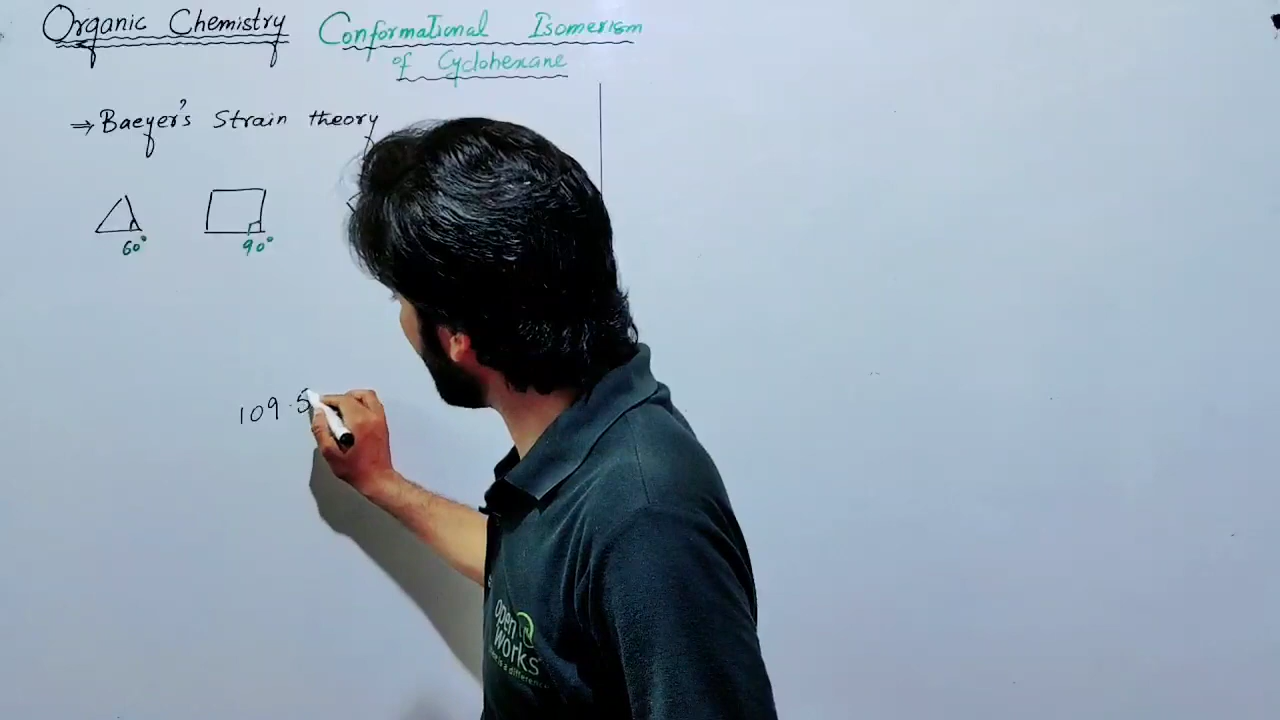 Organic Chemistry Conformational Isomerism
of Cyclohexane
⇒ Baeyer's Strain theory
60° 90°
109.5
open
works